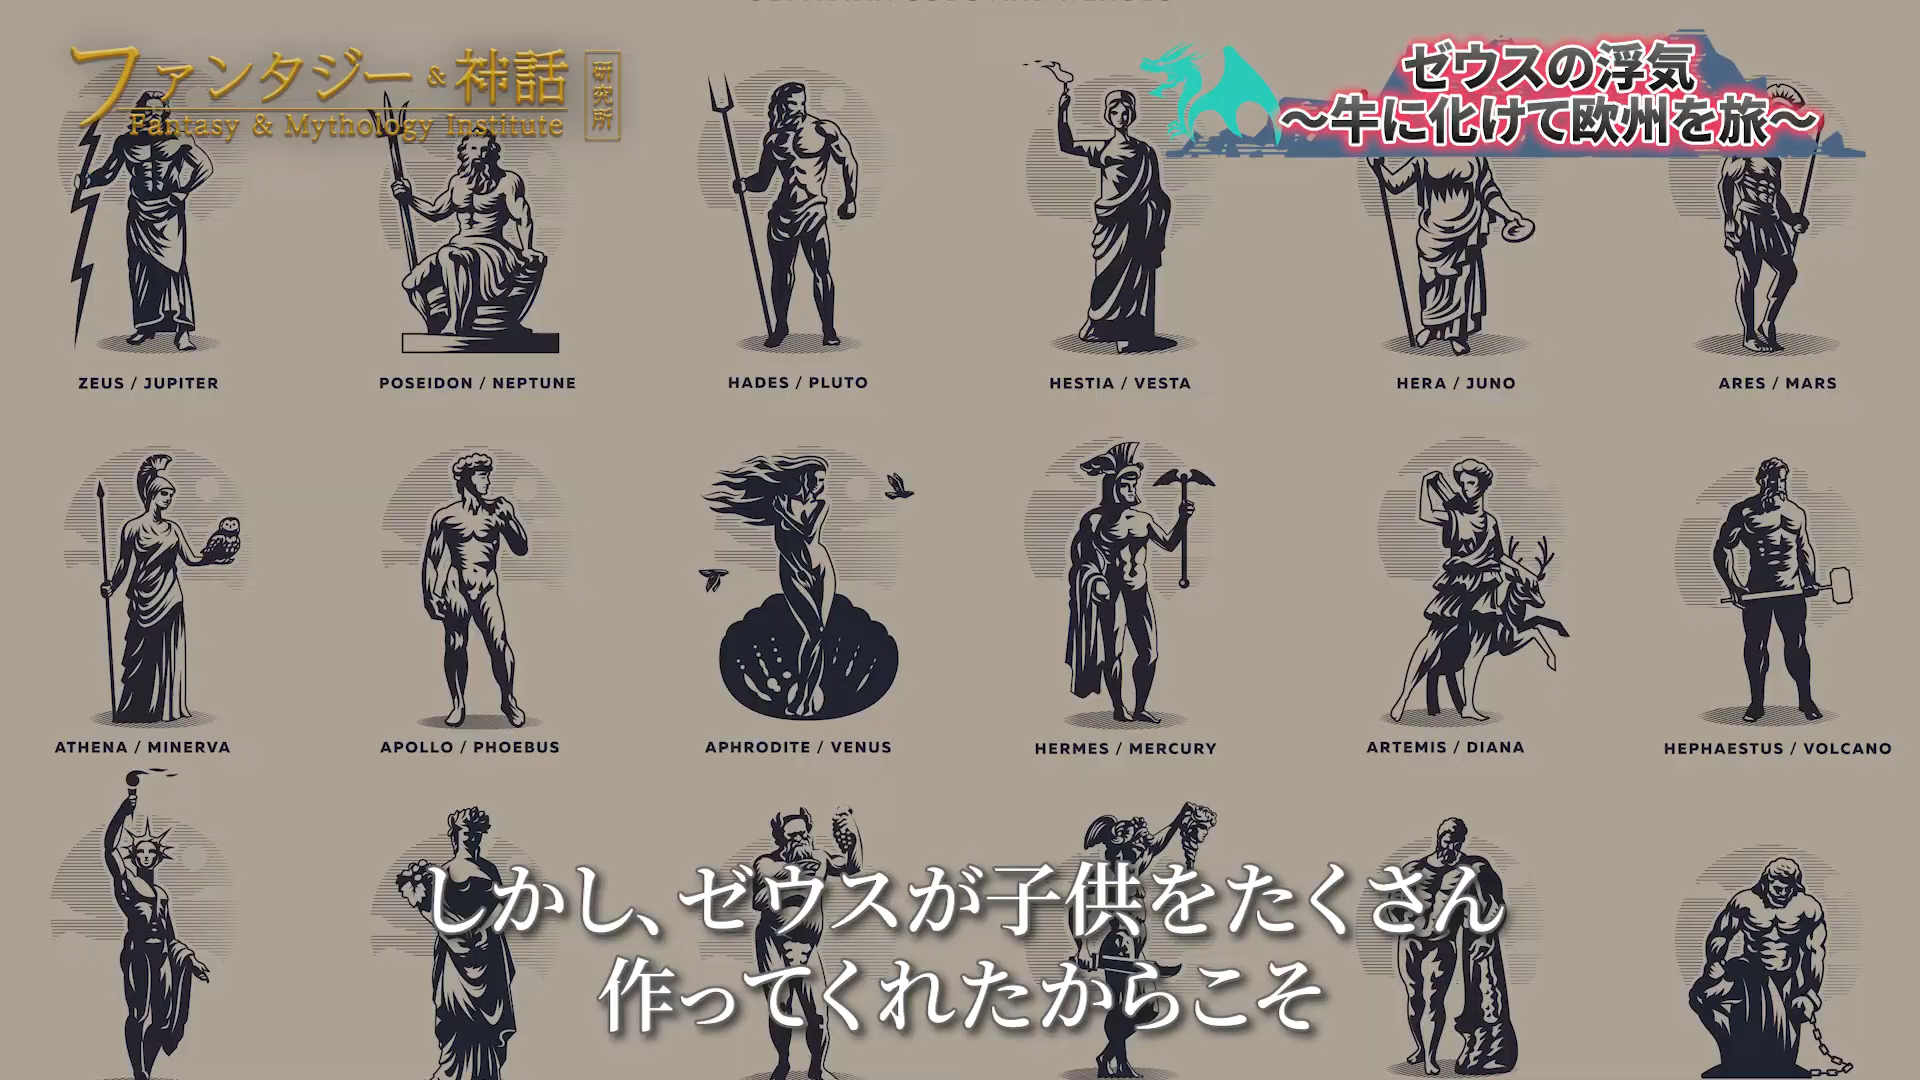 ファンタジー&神話
研究所
Fantasy & Mythology Institute
ゼウスの浮気
～牛に化けて欧州を旅～
ZEUS / JUPITER
POSEIDON / NEPTUNE
HADES / PLUTO
HESTIA / VESTA
HERA / JUNO
ARES / MARS
ATHENA / MINERVA
APOLLO / PHOEBUS
APHRODITE / VENUS
HERMES / MERCURY
ARTEMIS / DIANA
HEPHAESTUS / VOLCANO
しかし、ゼウスが子供をたくさん
作ってくれたからこそ